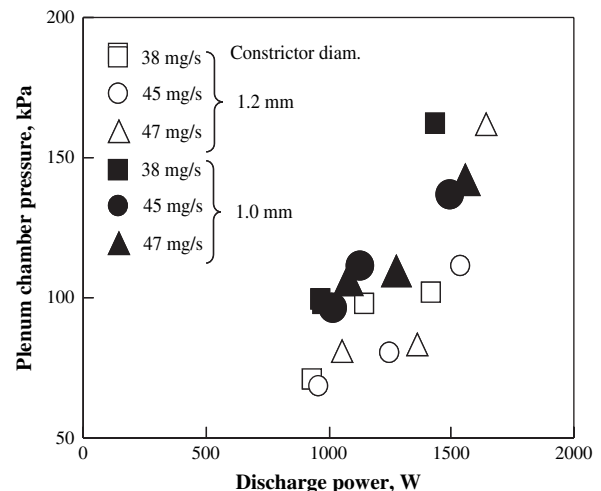 200
150
100
50
Plenum chamber pressure, kPa
Constrictor diam.
38 mg/s
45 mg/s
47 mg/s
1.2 mm
38 mg/s
45 mg/s
47 mg/s
1.0 mm
0
500
1000
1500
2000
Discharge power, W